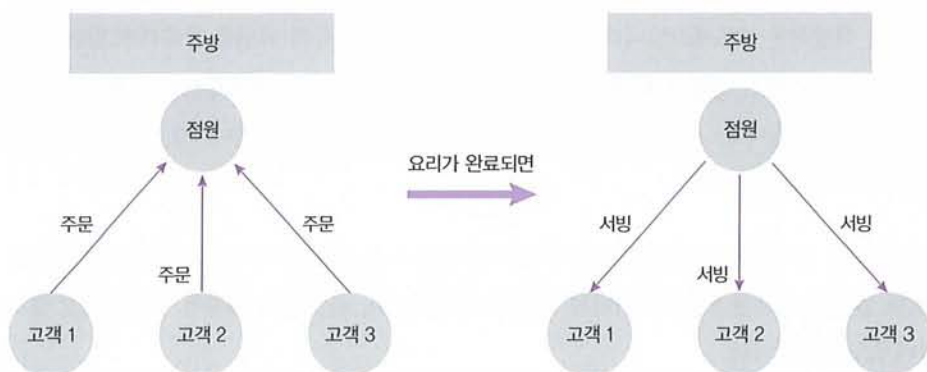 주방
점원
주문
주문
주문
고객 1
고객 2
고객 3
요리가 완료되면
주방
점원
서빙
서빙
서빙
고객 1
고객 2
고객 3